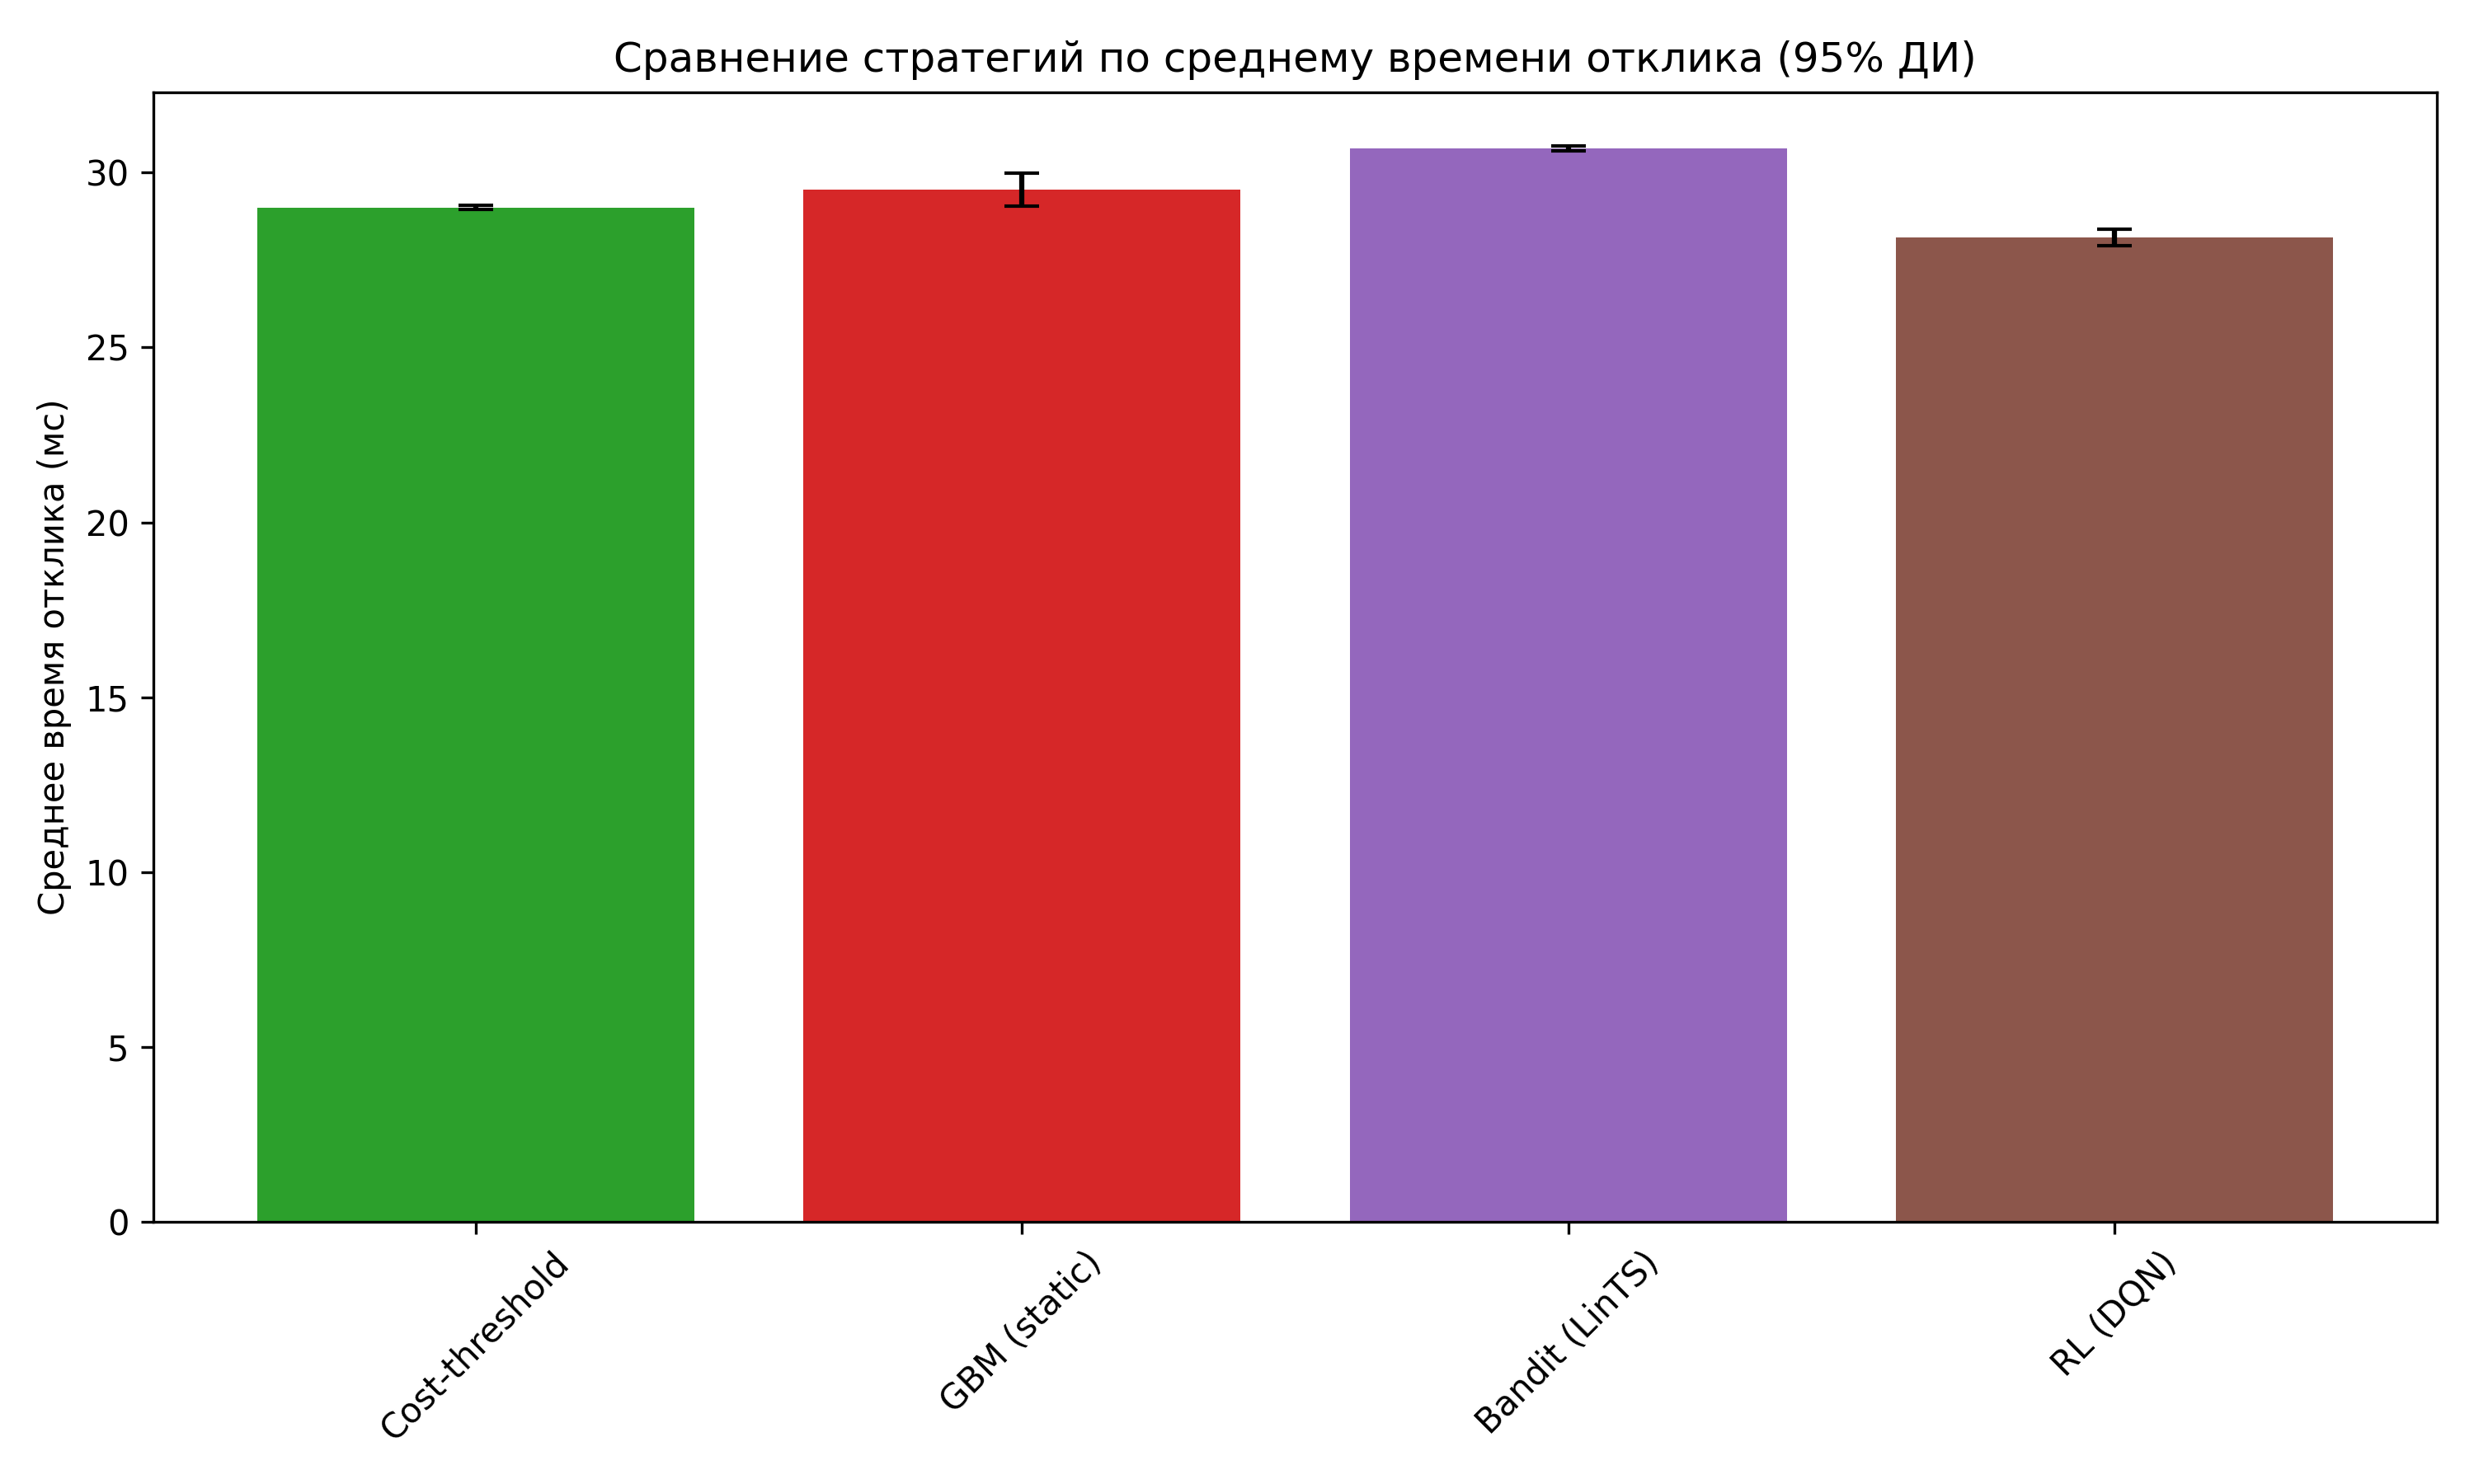 Сравнение стратегий по среднему времени отклика (95% ДИ)
Среднее время отклика (мс)
30
25
20
15
10
5
0
Cost-threshold
GBM (static)
Bandit (LinTS)
RL (DQN)